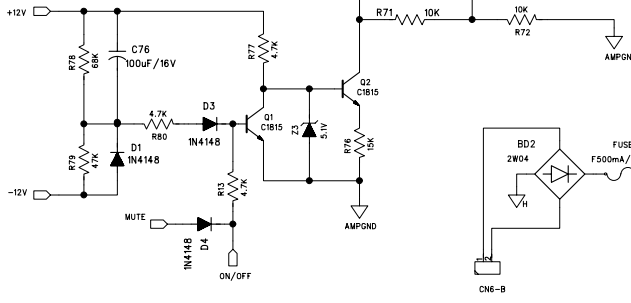 +12V
R78
68K
C76
100uF/16V
R77
4.7K
R71
10K
10K
R72
AMPGND
Q2
C1815
Q1
C1815
Z3
5.1V
R76
15K
4.7K
R80
D3
1N4148
R79
47K
D1
1N4148
-12V
R13
4.7K
MUTE
1N4148
D4
ON/OFF
AMPGND
BD2
2W04
FUSE
F500mA/
H
1
2
CN6-B